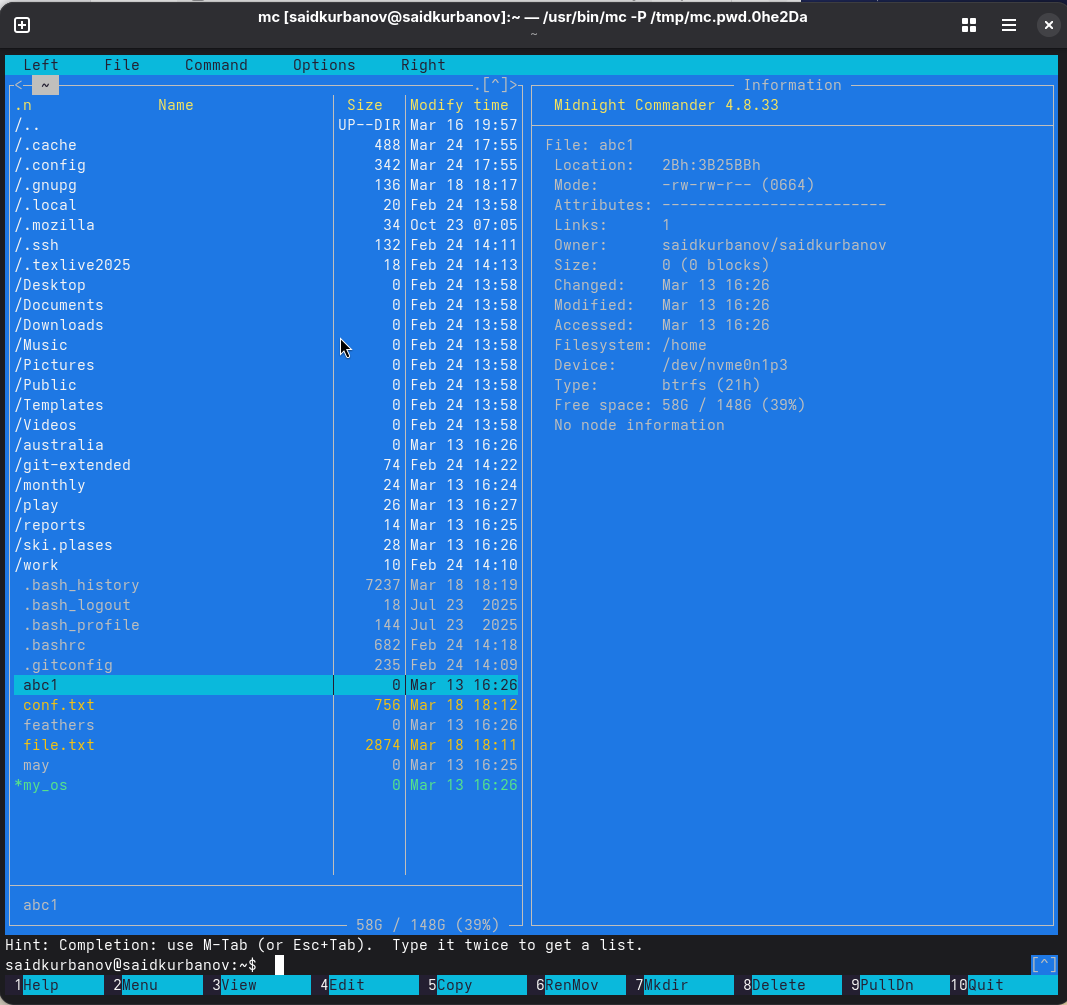 mc [saidkurbanov@saidkurbanov]:~ — /usr/bin/mc -P /tmp/mc.pwd.0he2Da
~
Left File Command Options Right
<─ ~ .[^]>
.n Name Size Modify time
/.. UP--DIR Mar 16 19:57
/.cache 488 Mar 24 17:55
/.config 342 Mar 24 17:55
/.gnupg 136 Mar 18 18:17
/.local 20 Feb 24 13:58
/.mozilla 34 Oct 23 07:05
/.ssh 132 Feb 24 14:11
/.texlive2025 18 Feb 24 14:13
/Desktop 0 Feb 24 13:58
/Documents 0 Feb 24 13:58
/Downloads 0 Feb 24 13:58
/Music 0 Feb 24 13:58
/Pictures 0 Feb 24 13:58
/Public 0 Feb 24 13:58
/Templates 0 Feb 24 13:58
/Videos 0 Feb 24 13:58
/australia 0 Mar 13 16:26
/git-extended 74 Feb 24 14:22
/monthly 24 Mar 13 16:24
/play 26 Mar 13 16:27
/reports 14 Mar 13 16:25
/ski.plases 28 Mar 13 16:26
/work 10 Feb 24 14:10
.bash_history 7237 Mar 18 18:19
.bash_logout 18 Jul 23 2025
.bash_profile 144 Jul 23 2025
.bashrc 682 Feb 24 14:18
.gitconfig 235 Feb 24 14:09
abc1 0 Mar 13 16:26
conf.txt 756 Mar 18 18:12
feathers 0 Mar 13 16:26
file.txt 2874 Mar 18 18:11
may 0 Mar 13 16:25
*my_os 0 Mar 13 16:26
abc1
58G / 148G (39%)
Information
Midnight Commander 4.8.33
File: abc1
Location: 2Bh:3B25BBh
Mode: -rw-rw-r-- (0664)
Attributes: -------------------------
Links: 1
Owner: saidkurbanov/saidkurbanov
Size: 0 (0 blocks)
Changed: Mar 13 16:26
Modified: Mar 13 16:26
Accessed: Mar 13 16:26
Filesystem: /home
Device: /dev/nvme0n1p3
Type: btrfs (21h)
Free space: 58G / 148G (39%)
No node information
Hint: Completion: use M-Tab (or Esc+Tab). Type it twice to get a list.
saidkurbanov@saidkurbanov:~$ [^]
1Help 2Menu 3View 4Edit 5Copy 6RenMov 7Mkdir 8Delete 9PullDn 10Quit